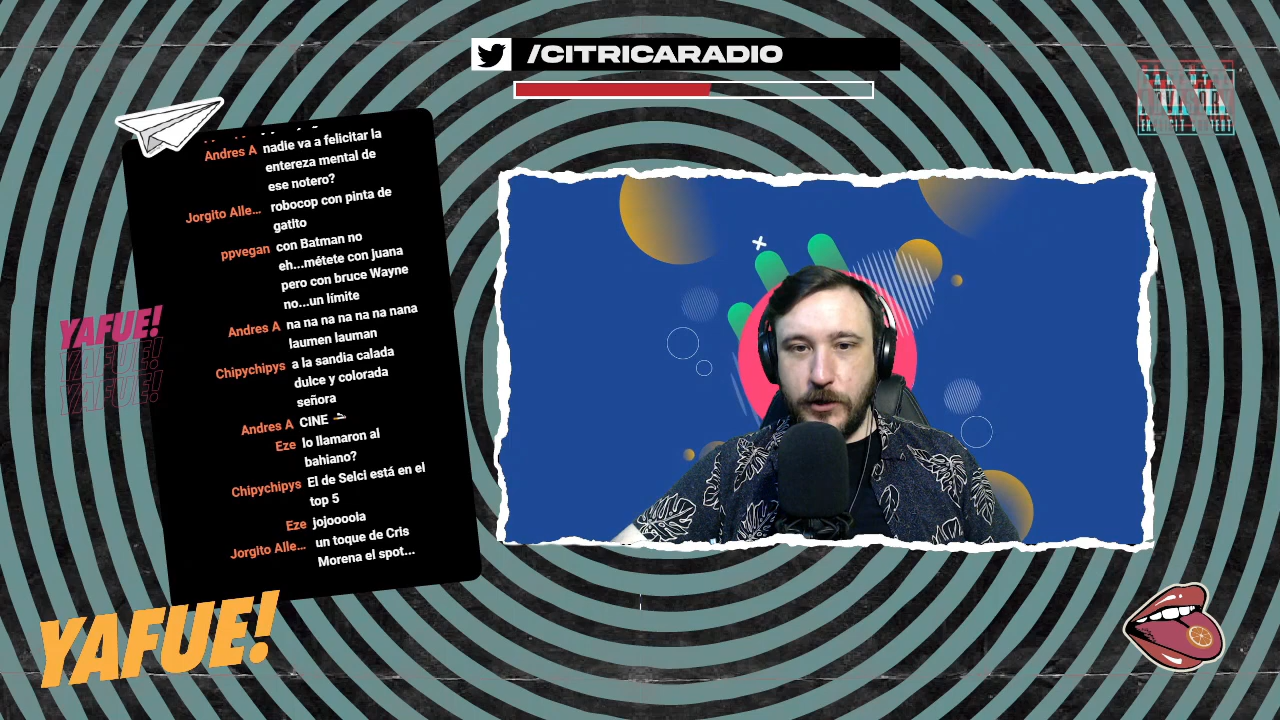 /CITRICARADIO
Andres A nadie va a felicitar la
entereza mental de
ese notero?
Jorgito Alle... robocop con pinta de
gatito
ppvegan con Batman no
eh...métete con juana
pero con bruce Wayne
no...un límite
Andres A na na na na na na nana
laumen lauman
Chipychipys a la sandia calada
dulce y colorada
señora
Andres A CINE
Eze lo llamaron al
bahiano?
Chipychipys El de Selci está en el
top 5
Eze jojoooola
Jorgito Alle... un toque de Cris
Morena el spot...
YAFUE!
YAFUE!
YAFUE!
YAFUE!